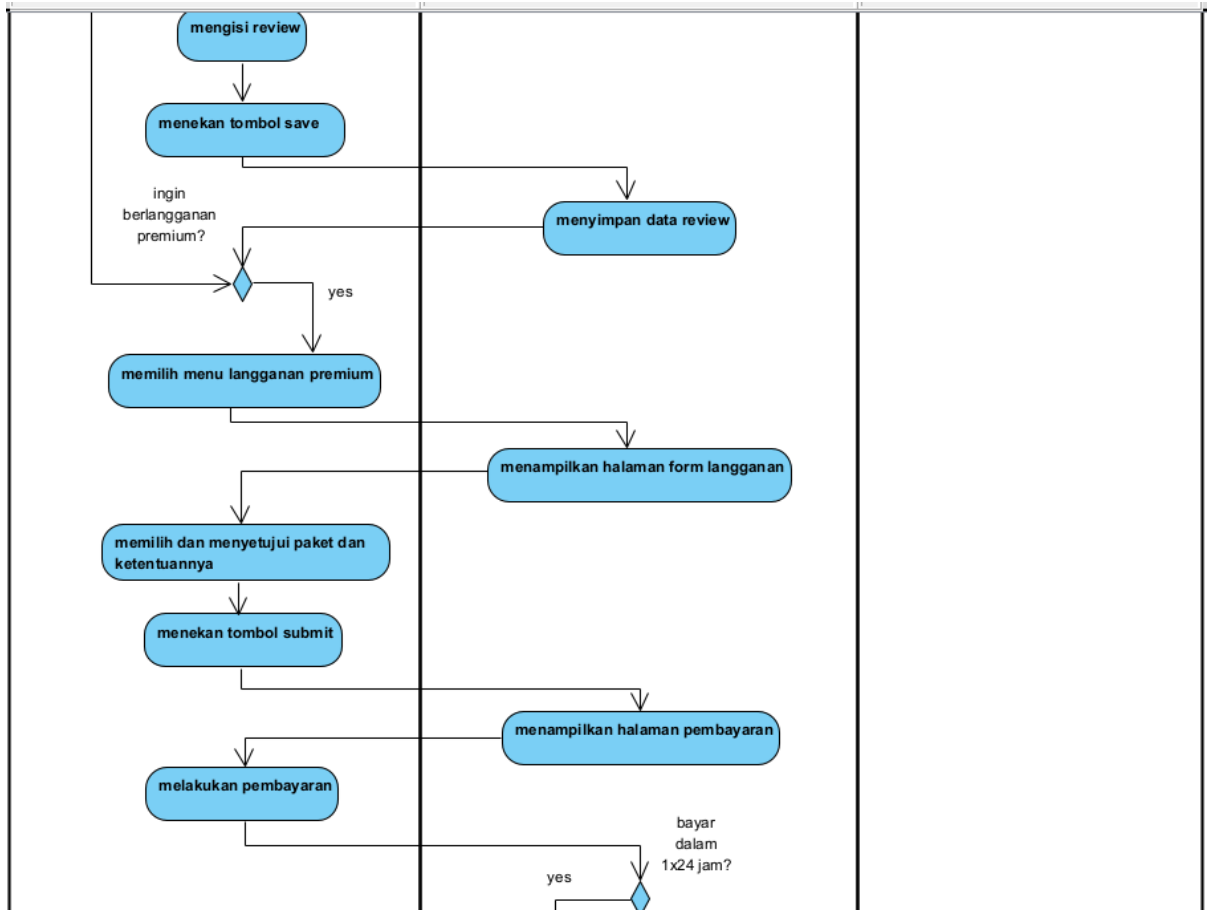 mengisi review
menekan tombol save
ingin
berlangganan
premium?
menyimpan data review
yes
memilih menu langganan premium
menampilkan halaman form langganan
memilih dan menyetujui paket dan
ketentuannya
menekan tombol submit
menampilkan halaman pembayaran
melakukan pembayaran
bayar
dalam
1x24 jam?
yes